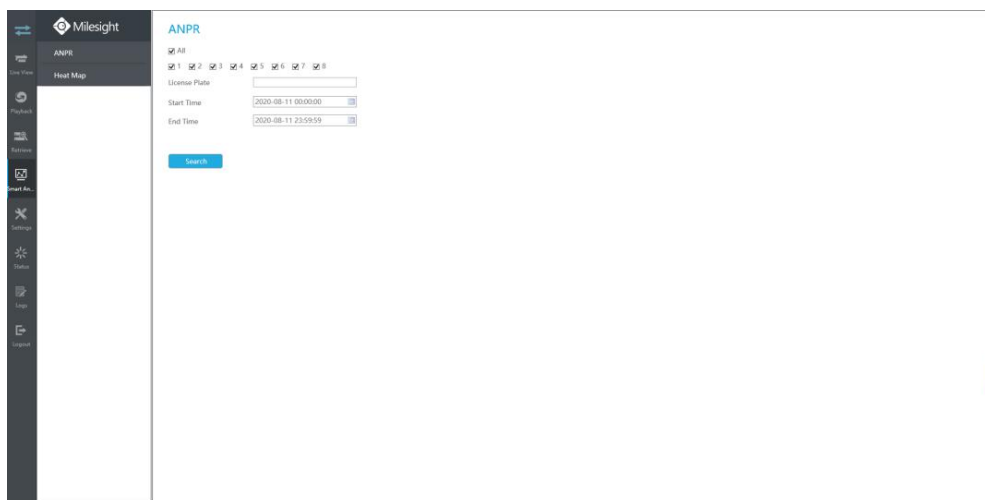 Milesight
ANPR
Heat Map
Live View
Playback
Retrieve
Smart An...
Settings
Status
Logs
Logout
ANPR
All
1 2 3 4 5 6 7 8
License Plate
Start Time 2020-08-11 00:00:00
End Time 2020-08-11 23:59:59
Search